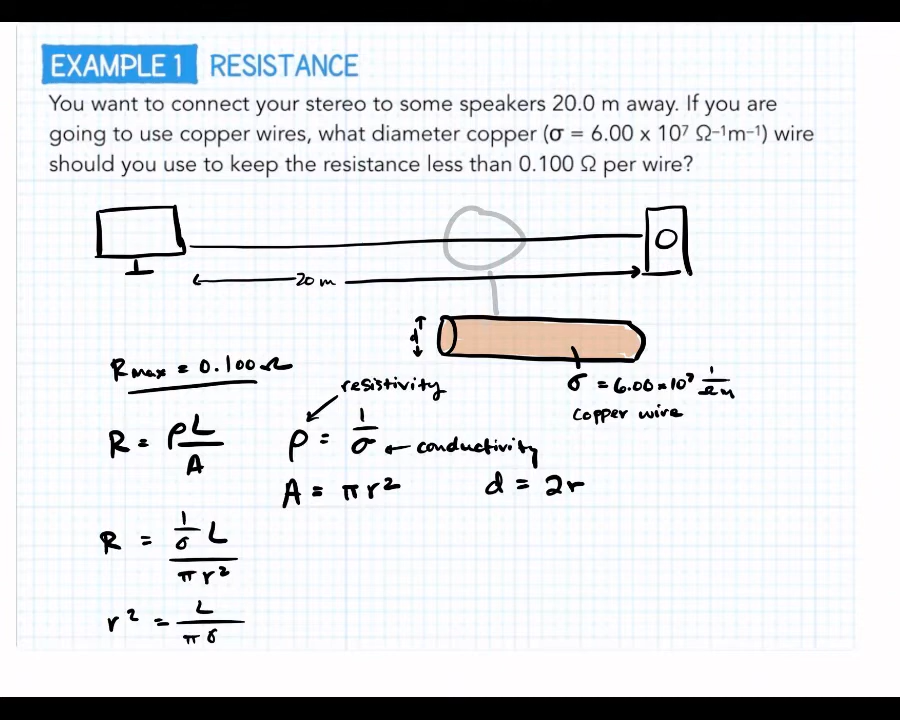 EXAMPLE 1 RESISTANCE
You want to connect your stereo to some speakers 20.0 m away. If you are
going to use copper wires, what diameter copper (σ = 6.00 x 10⁷ Ω⁻¹m⁻¹) wire
should you use to keep the resistance less than 0.100 Ω per wire?
20 m
d
Rmax = 0.100 Ω
resistivity
σ = 6.00 × 10⁷ 1/Ωm
copper wire
R = ρL/A
ρ = 1/σ
conductivity
A = πr²
d = 2r
R = (1/σ L)/(πr²)
r² = L/(πσ)